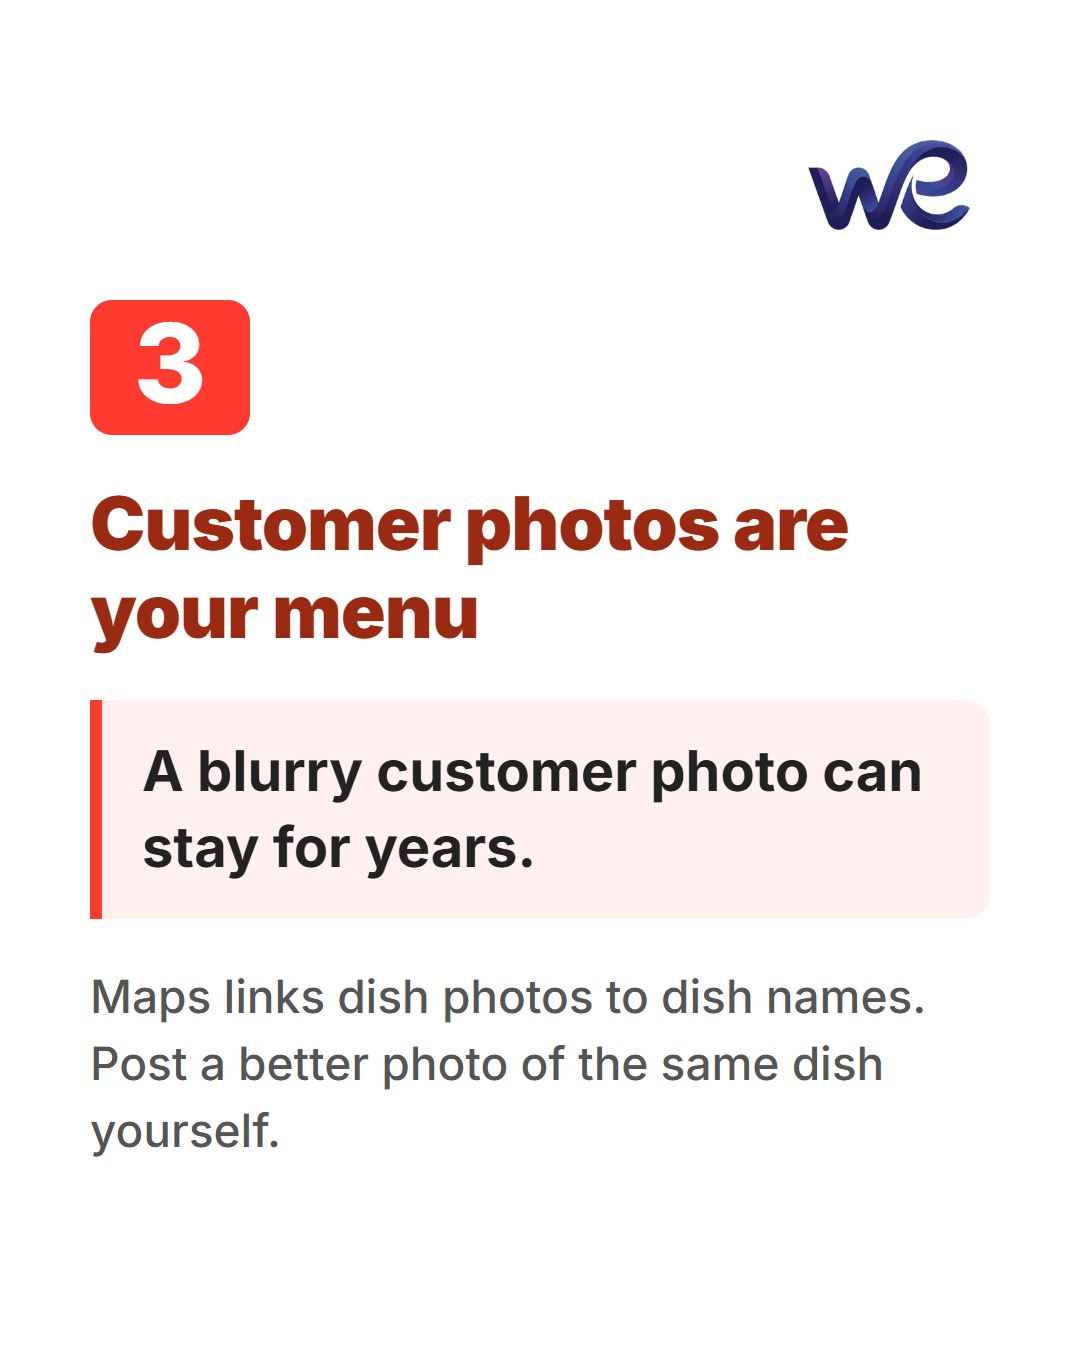 we
3
Customer photos are
your menu
A blurry customer photo can
stay for years.
Maps links dish photos to dish names.
Post a better photo of the same dish
yourself.